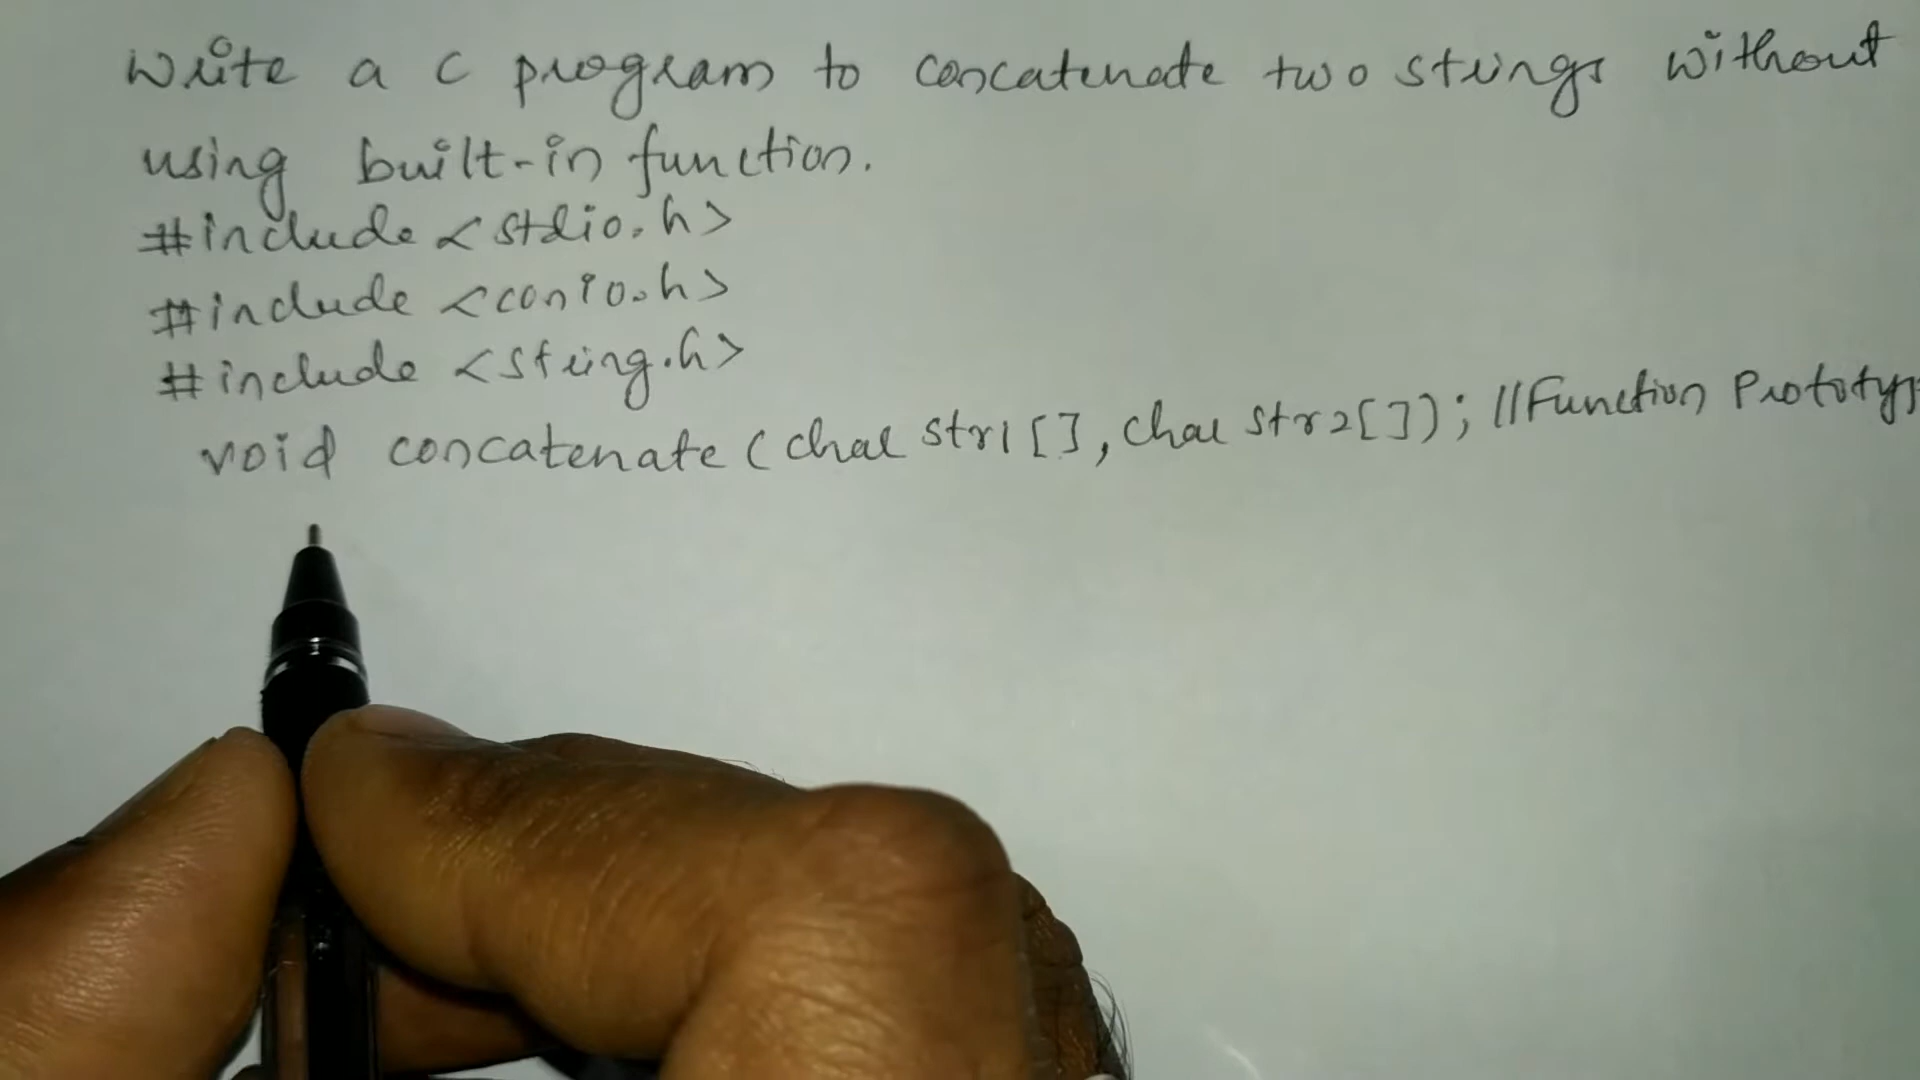 Write a C program to concatenate two strings without
using built-in function.
#include <stdio.h>
#include <conio.h>
#include <string.h>
void concatenate (char str1 [], char str2[]); //Function Prototyp